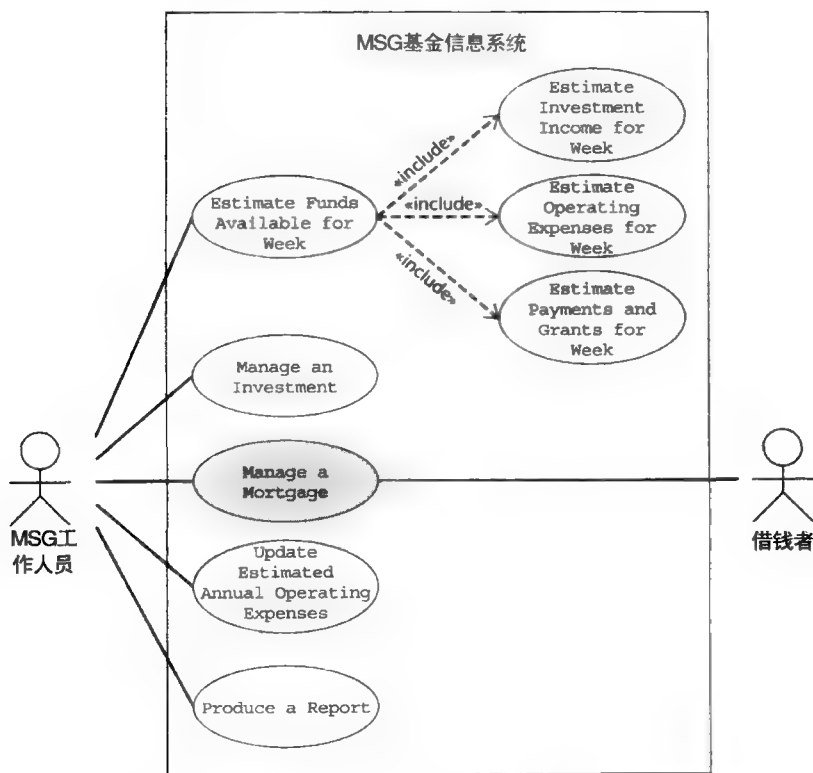 MSG基金信息系统
Estimate
Investment
Income for
Week
«include»
Estimate Funds
Available for
Week
«include»
Estimate
Operating
Expenses for
Week
«include»
Estimate
Payments and
Grants for
Week
Manage an
Investment
Manage a
Mortgage
MSG工
作人员
借钱者
Update
Estimated
Annual Operating
Expenses
Produce a Report